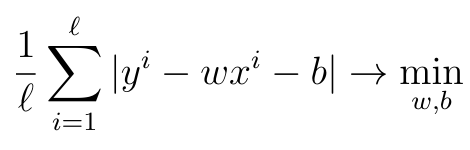 \frac{1}{\ell} \sum_{i=1}^{\ell} |y^i - wx^i - b| \to \min_{w,b}